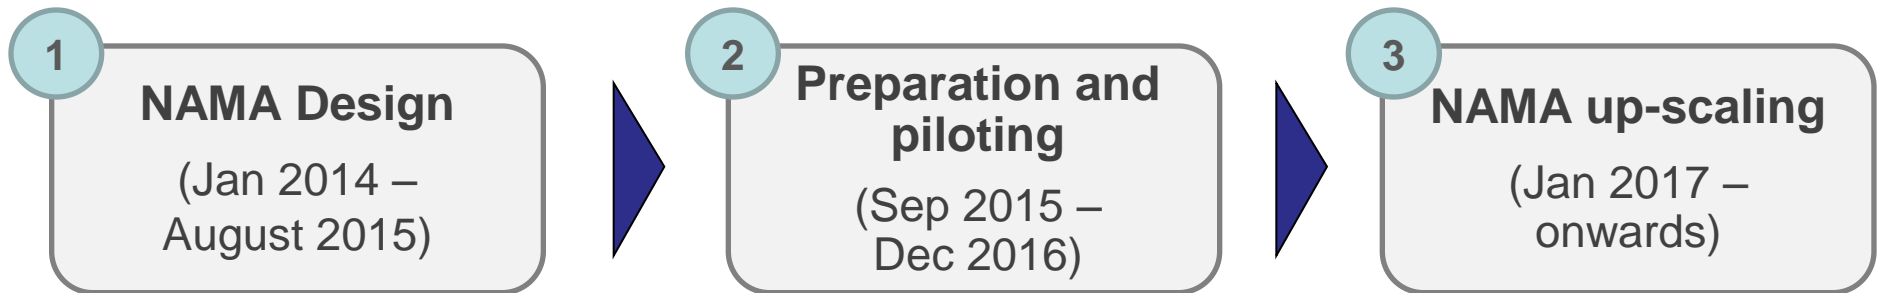 1
NAMA Design
(Jan 2014 –
August 2015)
2
Preparation and
piloting
(Sep 2015 –
Dec 2016)
3
NAMA up-scaling
(Jan 2017 –
onwards)